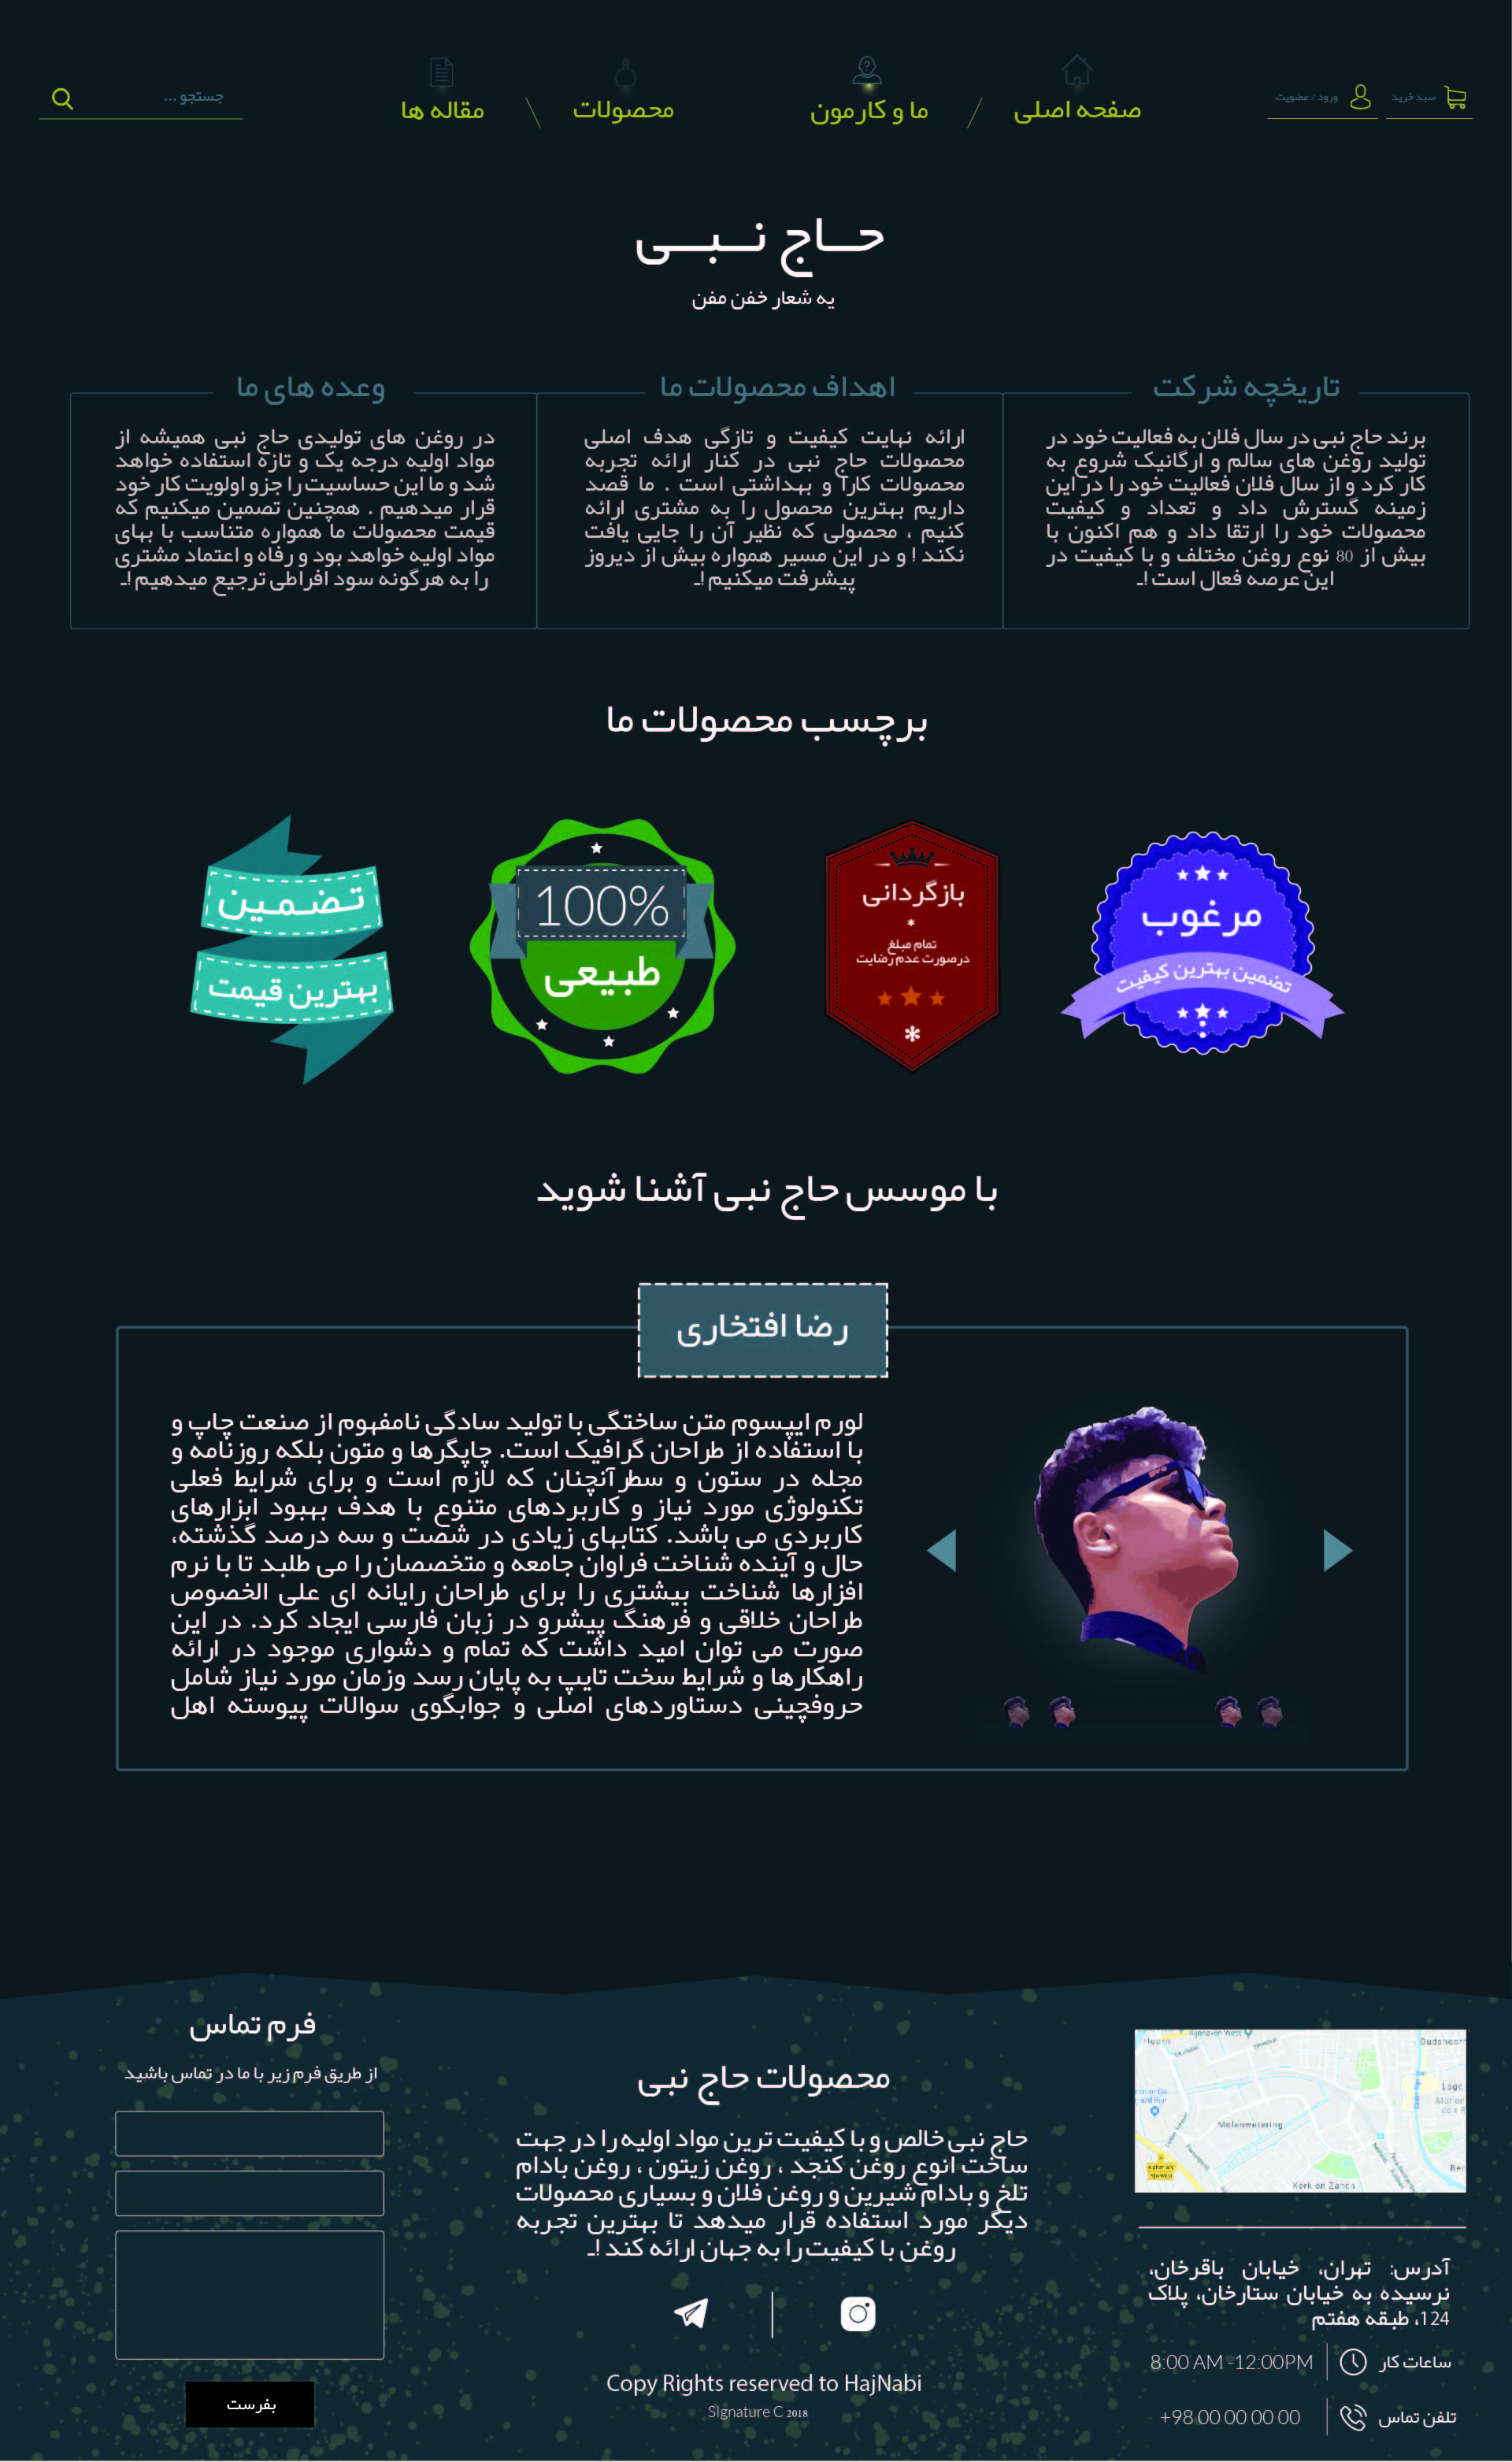 سبد خرید
ورود / عضویت
صفحه اصلی
ما و کارمون
محصولات
مقاله ها
جستجو ...
حــاج نــبــی
یه شعار خفن مفن
تاریخچه شرکت
برند حاج نبی در سال فلان به فعالیت خود در
تولید روغن های سالم و ارگانیک شروع به
کار کرد و از سال فلان فعالیت خود را در این
زمینه گسترش داد و تعداد و کیفیت
محصولات خود را ارتقا داد و هم اکنون با
بیش از 80 نوع روغن مختلف و با کیفیت در
این عرصه فعال است !ـ
اهداف محصولات ما
ارائه نهایت کیفیت و تازگی هدف اصلی
محصولات حاج نبی در کنار ارائه تجربه
محصولات کارا و بهداشتی است . ما قصد
داریم بهترین محصول را به مشتری ارائه
کنیم ، محصولی که نظیر آن را جایی یافت
نکند ! و در این مسیر همواره بیش از دیروز
پیشرفت میکنیم !ـ
وعده های ما
در روغن های تولیدی حاج نبی همیشه از
مواد اولیه درجه یک و تازه استفاده خواهد
شد و ما این حساسیت را جزو اولویت کار خود
قرار میدهیم . همچنین تصمین میکنیم که
قیمت محصولات ما همواره متناسب با بهای
مواد اولیه خواهد بود و رفاه و اعتماد مشتری
را به هرگونه سود افراطی ترجیع میدهیم !ـ
برچسب محصولات ما
مرغوب
تضمین بهترین کیفیت
بازگردانی
*
تمام مبلغ
درصورت عدم رضایت
100%
طبیعی
تضـمـین
بهترین قیمت
با موسس حاج نبی آشنا شوید
رضا افتخاری
لورم ایپسوم متن ساختگی با تولید سادگی نامفهوم از صنعت چاپ و
با استفاده از طراحان گرافیک است. چاپگرها و متون بلکه روزنامه و
مجله در ستون و سطرآنچنان که لازم است و برای شرایط فعلی
تکنولوژی مورد نیاز و کاربردهای متنوع با هدف بهبود ابزارهای
کاربردی می باشد. کتابهای زیادی در شصت و سه درصد گذشته،
حال و آینده شناخت فراوان جامعه و متخصصان را می طلبد تا با نرم
افزارها شناخت بیشتری را برای طراحان رایانه ای علی الخصوص
طراحان خلاقی و فرهنگ پیشرو در زبان فارسی ایجاد کرد. در این
صورت می توان امید داشت که تمام و دشواری موجود در ارائه
راهکارها و شرایط سخت تایپ به پایان رسد وزمان مورد نیاز شامل
حروفچینی دستاوردهای اصلی و جوابگوی سوالات پیوسته اهل
Molenwetering
Kerk en Zanen
آدرس: تهران، خیابان باقرخان،
نرسیده به خیابان ستارخان، پلاک
124، طبقه هفتم
ساعات کار
8:00 AM -12:00PM
تلفن تماس
+98 00 00 00 00
محصولات حاج نبی
حاج نبی خالص و با کیفیت ترین مواد اولیه را در جهت
ساخت انوع روغن کنجد ، روغن زیتون ، روغن بادام
تلخ و بادام شیرین و روغن فلان و بسیاری محصولات
دیگر مورد استفاده قرار میدهد تا بهترین تجربه
روغن با کیفیت را به جهان ارائه کند !ـ
Copy Rights reserved to HajNabi
SIgnature C 2018
فرم تماس
از طریق فرم زیر با ما در تماس باشید
بفرست